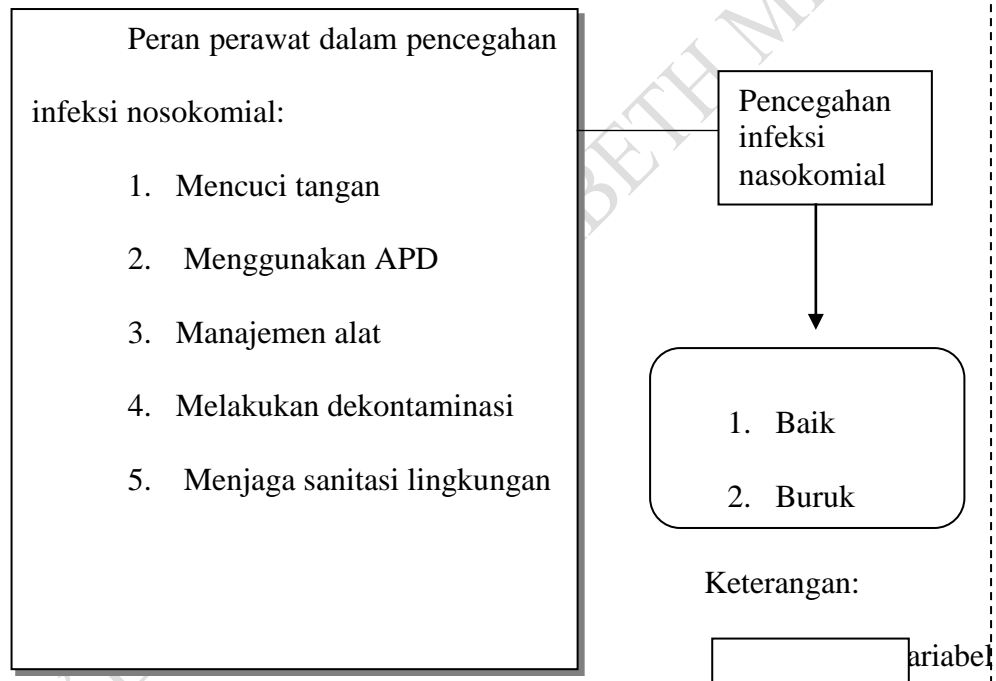 Peran perawat dalam pencegahan
infeksi nosokomial:
1. Mencuci tangan
2. Menggunakan APD
3. Manajemen alat
4. Melakukan dekontaminasi
5. Menjaga sanitasi lingkungan
Pencegahan
infeksi
nasokomial
1. Baik
2. Buruk
Keterangan:
ariabel